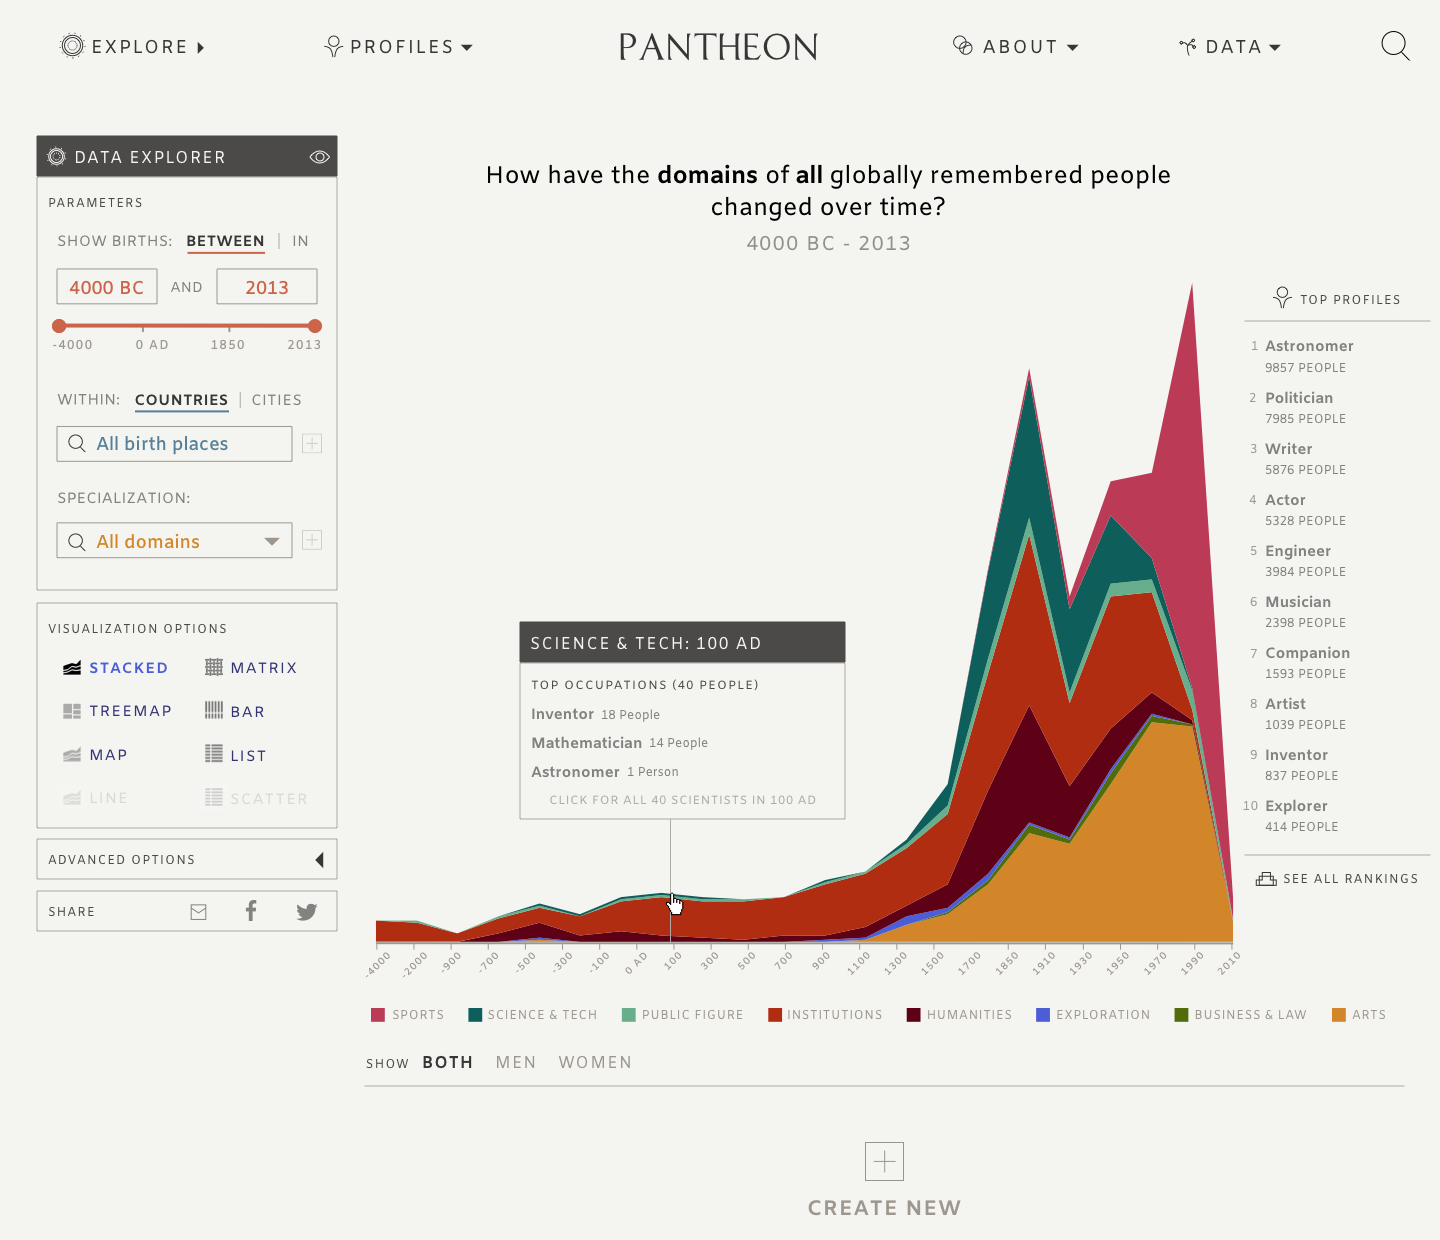 EXPLORE
PROFILES
PANTHEON
ABOUT
DATA
DATA EXPLORER
PARAMETERS
SHOW BIRTHS: BETWEEN | IN
4000 BC AND 2013
-4000 0 AD 1850 2013
WITHIN: COUNTRIES | CITIES
All birth places
SPECIALIZATION:
All domains
VISUALIZATION OPTIONS
STACKED MATRIX
TREEMAP BAR
MAP LIST
LINE SCATTER
ADVANCED OPTIONS
SHARE
How have the domains of all globally remembered people
changed over time?
4000 BC - 2013
SCIENCE & TECH: 100 AD
TOP OCCUPATIONS (40 PEOPLE)
Inventor 18 People
Mathematician 14 People
Astronomer 1 Person
CLICK FOR ALL 40 SCIENTISTS IN 100 AD
-4000 -2000 -900 -700 -500 -300 -100 0 AD 100 300 500 700 900 1100 1300 1500 1700 1850 1910 1930 1950 1970 1990 2010
SPORTS SCIENCE & TECH PUBLIC FIGURE INSTITUTIONS HUMANITIES EXPLORATION BUSINESS & LAW ARTS
SHOW BOTH MEN WOMEN
TOP PROFILES
1 Astronomer
9857 PEOPLE
2 Politician
7985 PEOPLE
3 Writer
5876 PEOPLE
4 Actor
5328 PEOPLE
5 Engineer
3984 PEOPLE
6 Musician
2398 PEOPLE
7 Companion
1593 PEOPLE
8 Artist
1039 PEOPLE
9 Inventor
837 PEOPLE
10 Explorer
414 PEOPLE
SEE ALL RANKINGS
CREATE NEW